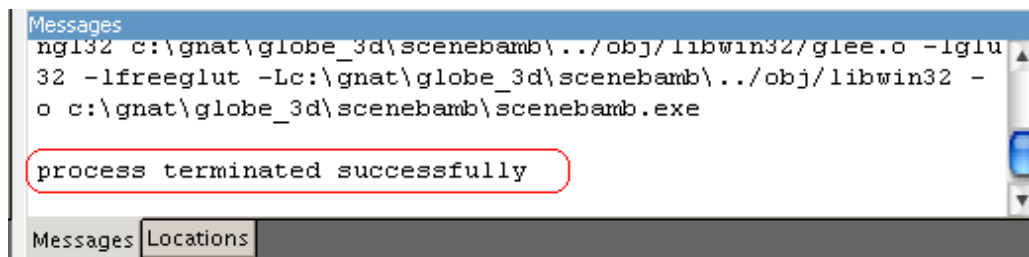 Messages
ngl32 c:\gnat\globe_3d\scenebamb\../obj/libwin32/glee.o -lglu
32 -lfreeglut -Lc:\gnat\globe_3d\scenebamb\../obj/libwin32 -
o c:\gnat\globe_3d\scenebamb\scenebamb.exe
process terminated successfully
Messages Locations